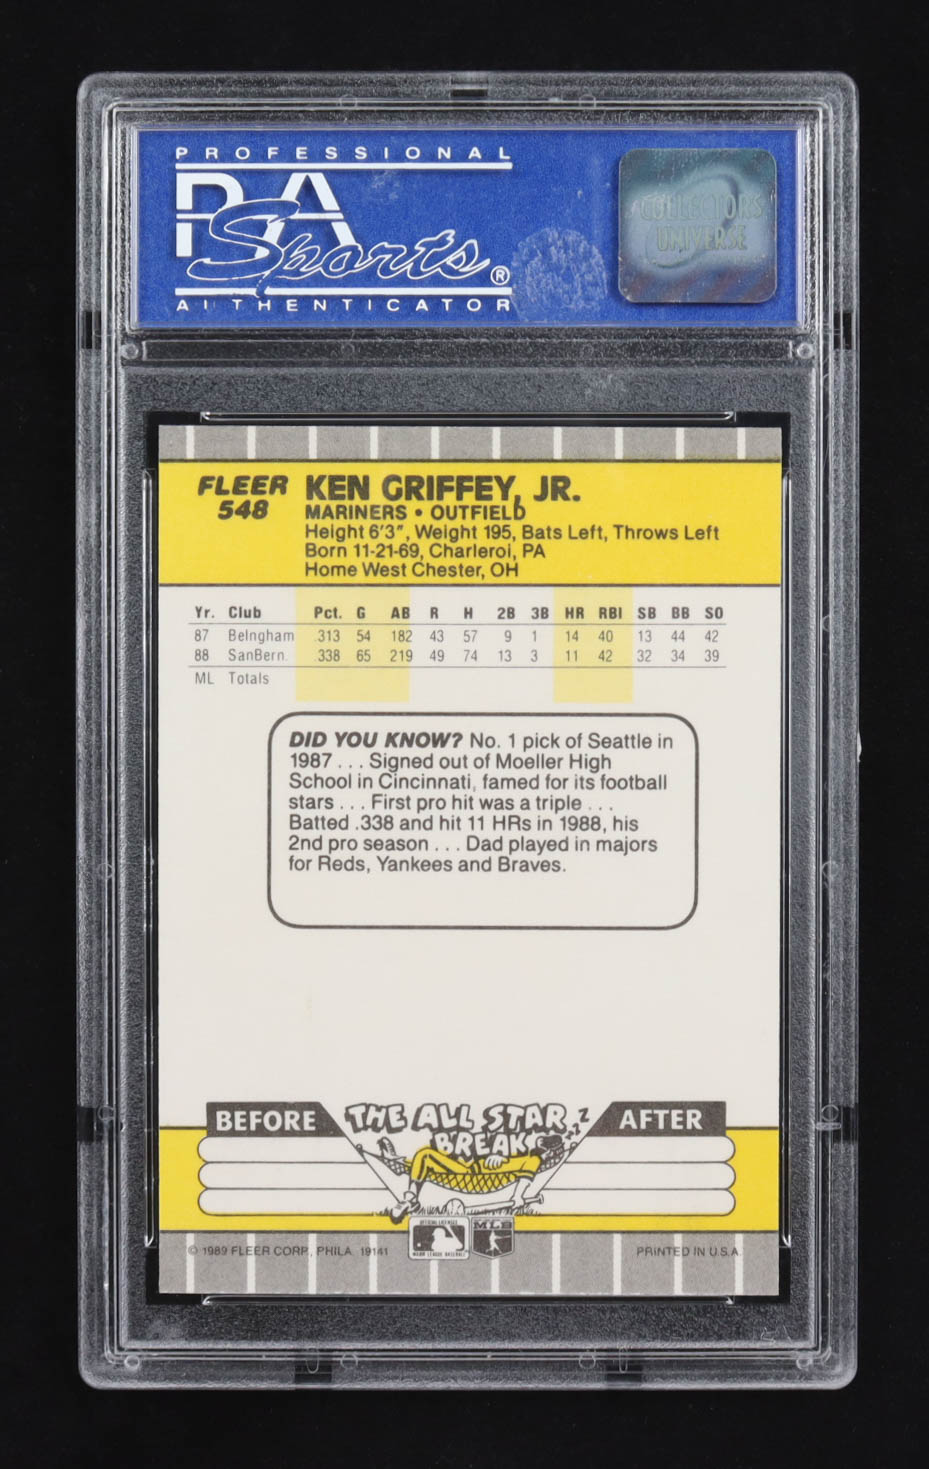 PROFESSIONAL
PSA
Sports®
AUTHENTICATOR
COLLECTORS
UNIVERSE
FLEER
548
KEN GRIFFEY, JR.
MARINERS • OUTFIELD
Height 6'3", Weight 195, Bats Left, Throws Left
Born 11-21-69, Charleroi, PA
Home West Chester, OH
Yr. Club Pct. G AB R H 2B 3B HR RBI SB BB SO
87 Belngham .313 54 182 43 57 9 1 14 40 13 44 42
88 SanBern. .338 65 219 49 74 13 3 11 42 32 34 39
ML Totals
DID YOU KNOW? No. 1 pick of Seattle in
1987 . . . Signed out of Moeller High
School in Cincinnati, famed for its football
stars . . . First pro hit was a triple . . .
Batted .338 and hit 11 HRs in 1988, his
2nd pro season . . . Dad played in majors
for Reds, Yankees and Braves.
BEFORE
THE ALL STAR
BREAK
ZZZ
AFTER
© 1989 FLEER CORP., PHILA. 19141
OFFICIAL LICENSEE
MAJOR LEAGUE BASEBALL
MLB
PRINTED IN U.S.A.